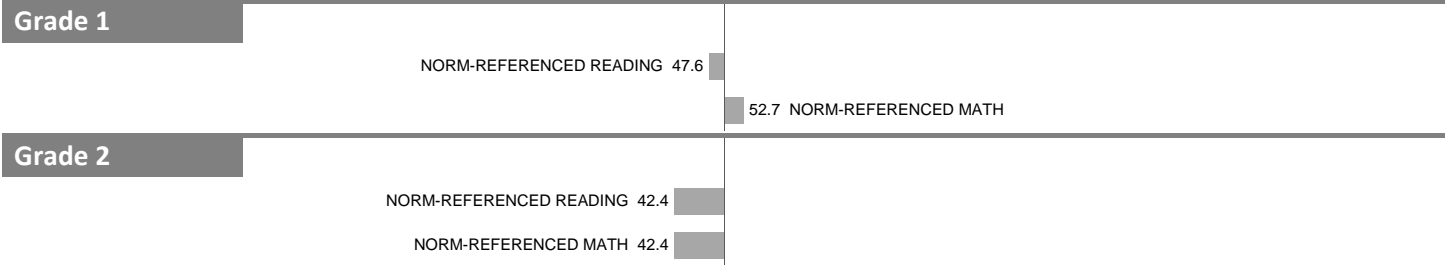 Grade 1
NORM-REFERENCED READING 47.6
52.7 NORM-REFERENCED MATH
Grade 2
NORM-REFERENCED READING 42.4
NORM-REFERENCED MATH 42.4